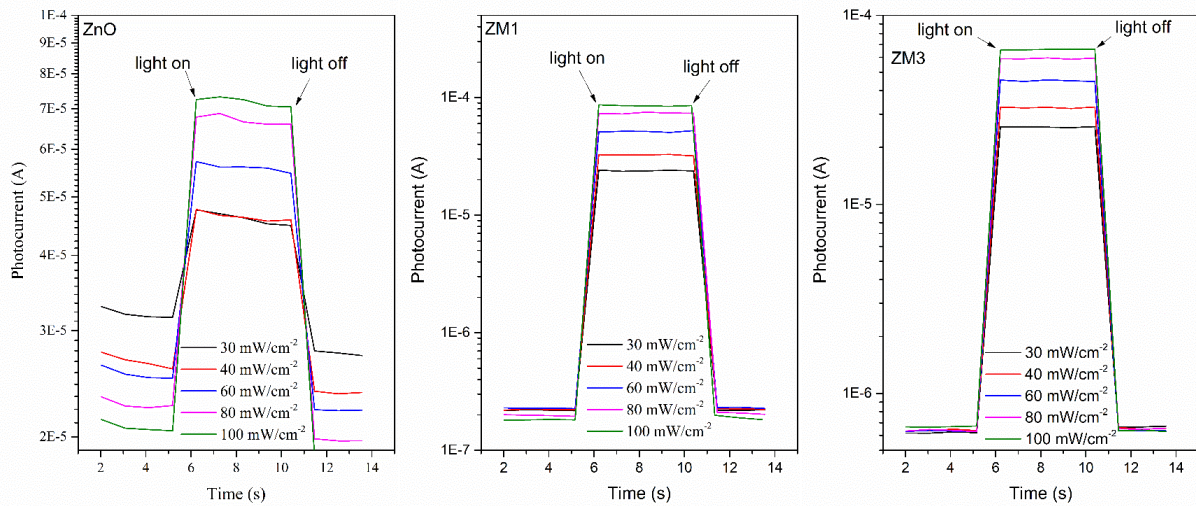 ZnO
light on
light off
Photocurrent (A)
1E-4
9E-5
8E-5
7E-5
6E-5
5E-5
4E-5
3E-5
2E-5
30 mW/cm-2
40 mW/cm-2
60 mW/cm-2
80 mW/cm-2
100 mW/cm-2
2 4 6 8 10 12 14
Time (s)
ZM1
light on
light off
Photocurrent (A)
1E-4
1E-5
1E-6
1E-7
30 mW/cm-2
40 mW/cm-2
60 mW/cm-2
80 mW/cm-2
100 mW/cm-2
2 4 6 8 10 12 14
Time (s)
ZM3
light on
light off
Photocurrent (A)
1E-4
1E-5
1E-6
30 mW/cm-2
40 mW/cm-2
60 mW/cm-2
80 mW/cm-2
100 mW/cm-2
2 4 6 8 10 12 14
Time (s)